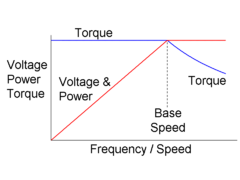 Torque
Voltage
Power
Torque
Voltage &
Power
Torque
Base
Speed
Frequency / Speed